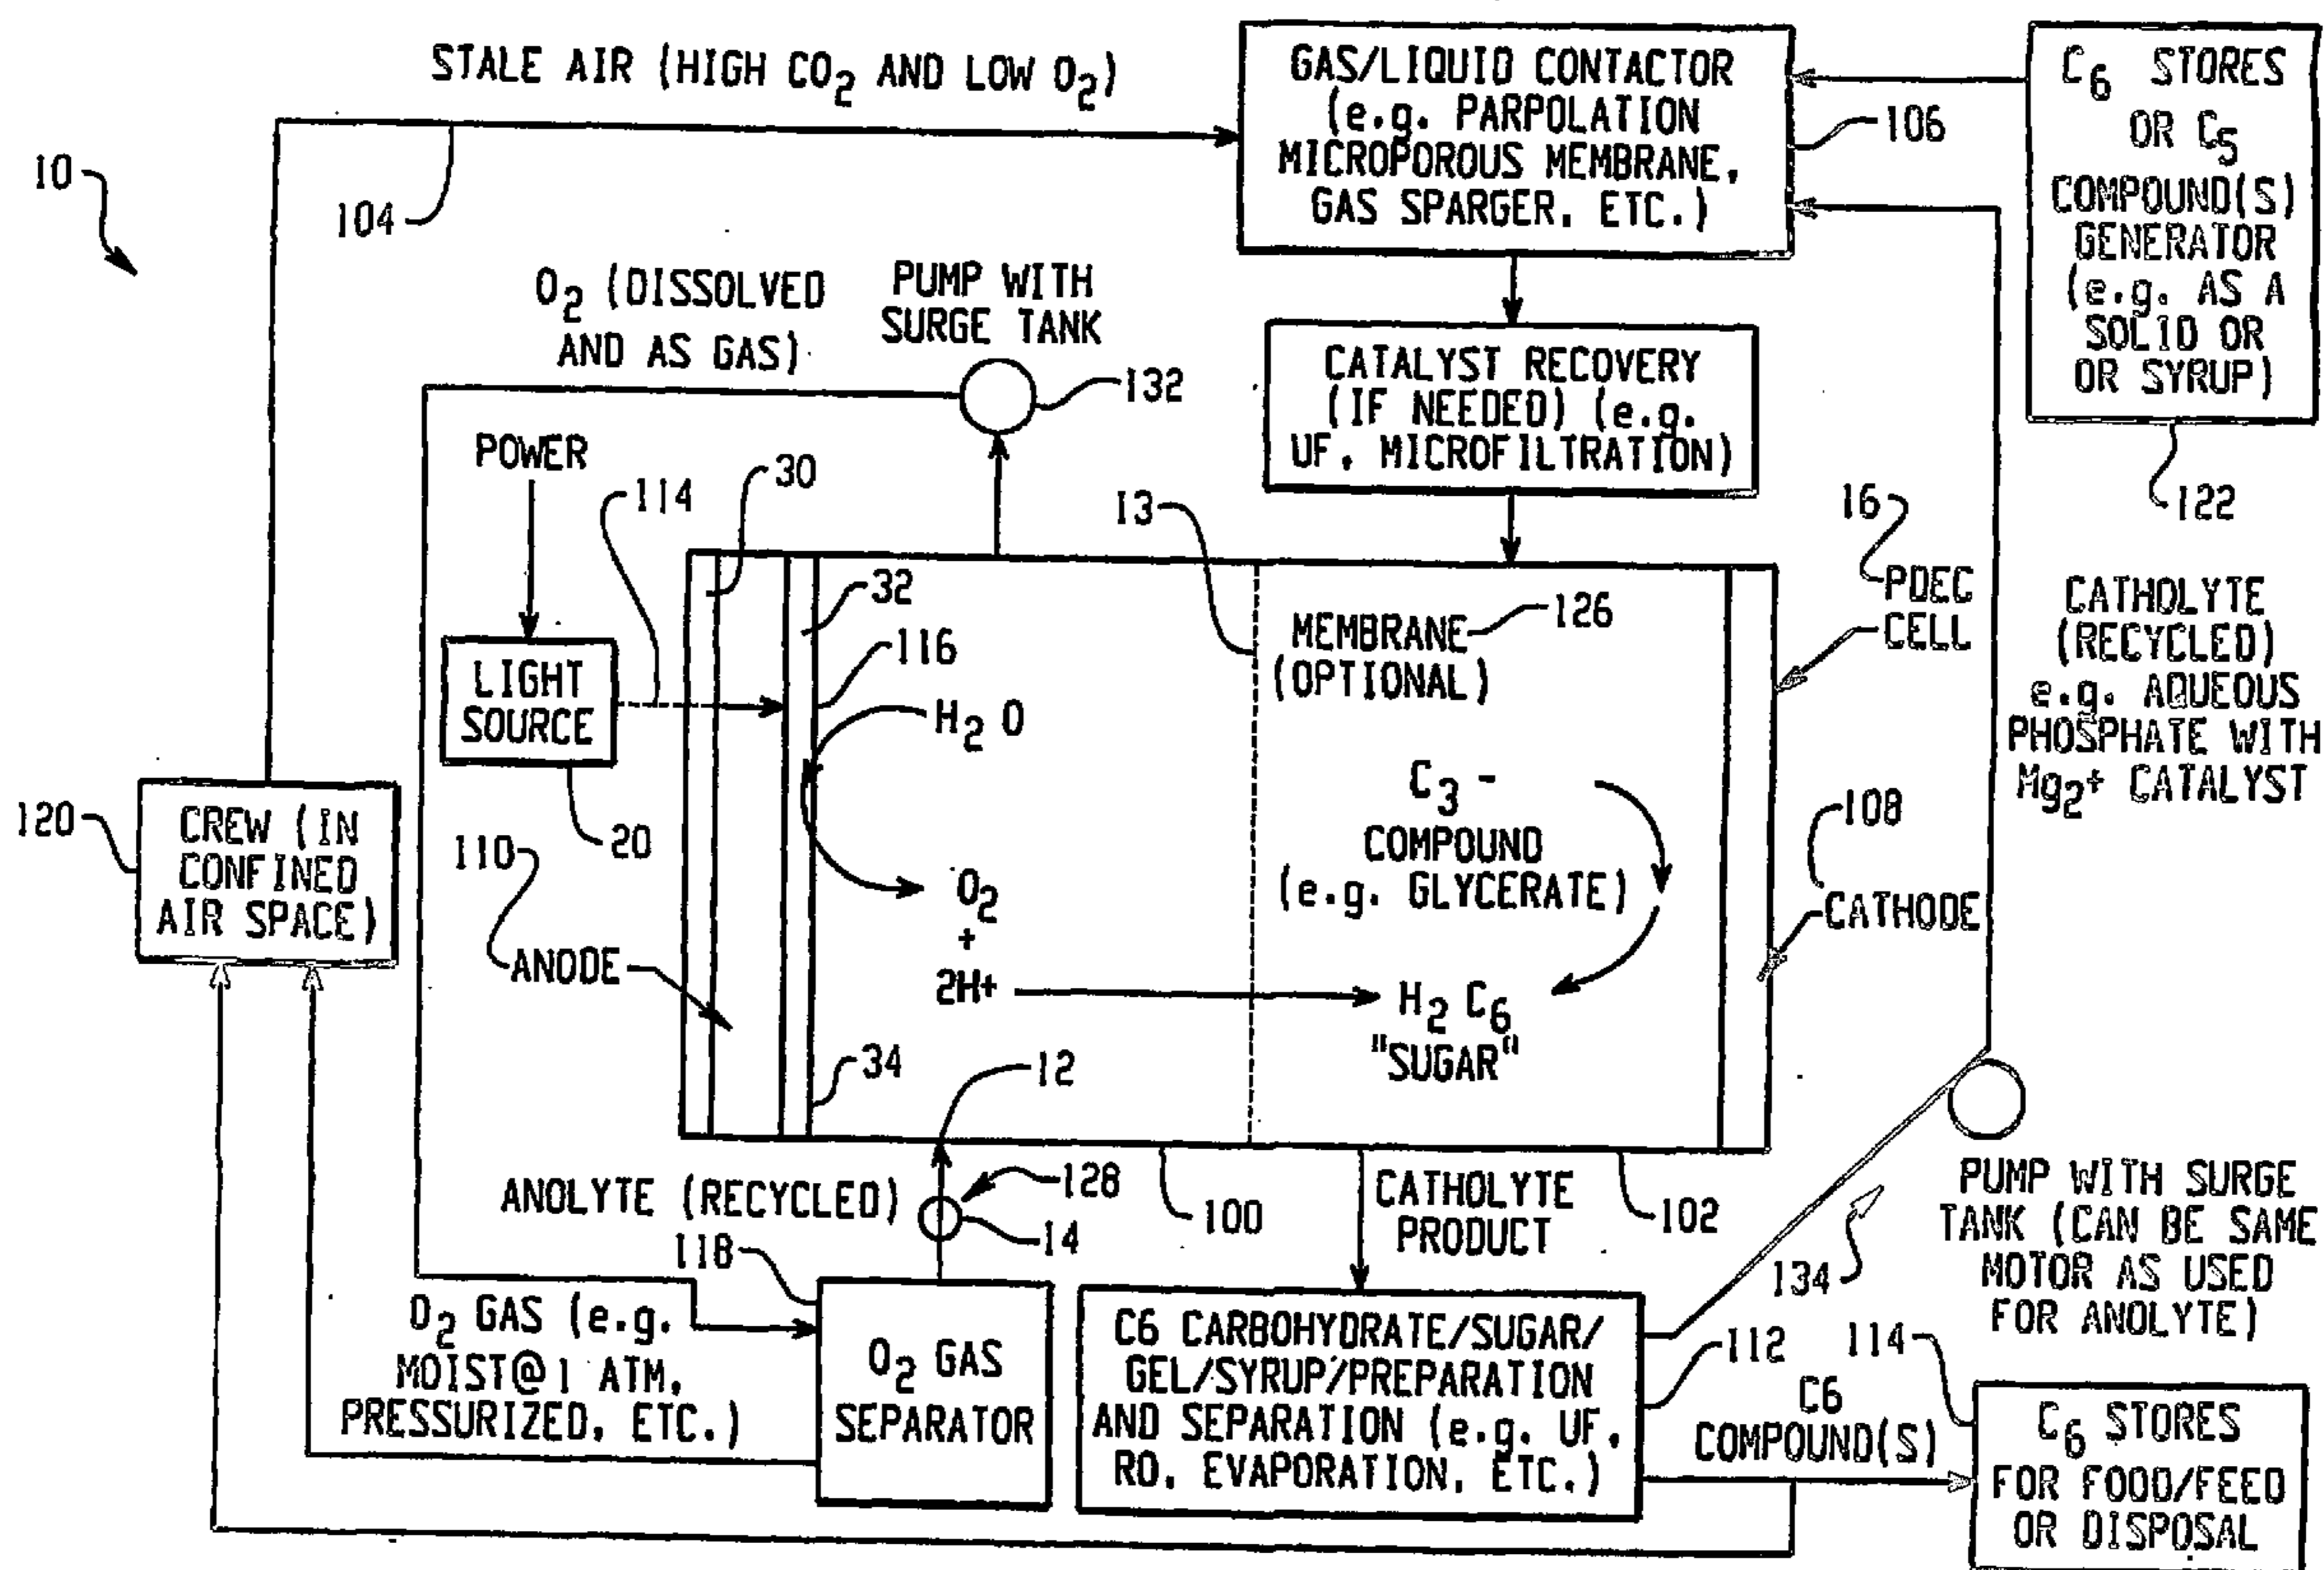 STALE AIR (HIGH CO2 AND LOW O2)
104
10
GAS/LIQUID CONTACTOR
(e.g. PARPOLATION
MICROPOROUS MEMBRANE,
GAS SPARGER, ETC.)
106
C6 STORES
OR C5
COMPOUND(S)
GENERATOR
(e.g. AS A
SOLID OR
OR SYRUP)
122
O2 (DISSOLVED
AND AS GAS)
PUMP WITH
SURGE TANK
132
CATALYST RECOVERY
(IF NEEDED) (e.g.
UF, MICROFILTRATION)
POWER
114
30
13
16
PDEC
CELL
CATHOLYTE
(RECYCLED)
e.g. AQUEOUS
PHOSPHATE WITH
Mg2+ CATALYST
LIGHT
SOURCE
20
32
116
H2 O
MEMBRANE
(OPTIONAL)
126
C3 -
COMPOUND
(e.g. GLYCERATE)
108
CATHODE
120
CREW (IN
CONFINED
AIR SPACE)
110
ANODE
O2
+
2H+
H2 C6
"SUGAR"
34
12
ANOLYTE (RECYCLED)
128
14
100
CATHOLYTE
PRODUCT
102
134
PUMP WITH SURGE
TANK (CAN BE SAME
MOTOR AS USED
FOR ANOLYTE)
118
O2 GAS (e.g.
MOIST@1 ATM,
PRESSURIZED, ETC.)
O2 GAS
SEPARATOR
C6 CARBOHYDRATE/SUGAR/
GEL/SYRUP/PREPARATION
AND SEPARATION (e.g. UF,
RO, EVAPORATION, ETC.)
112
C6
COMPOUND(S)
114
C6 STORES
FOR FOOD/FEED
OR DISPOSAL